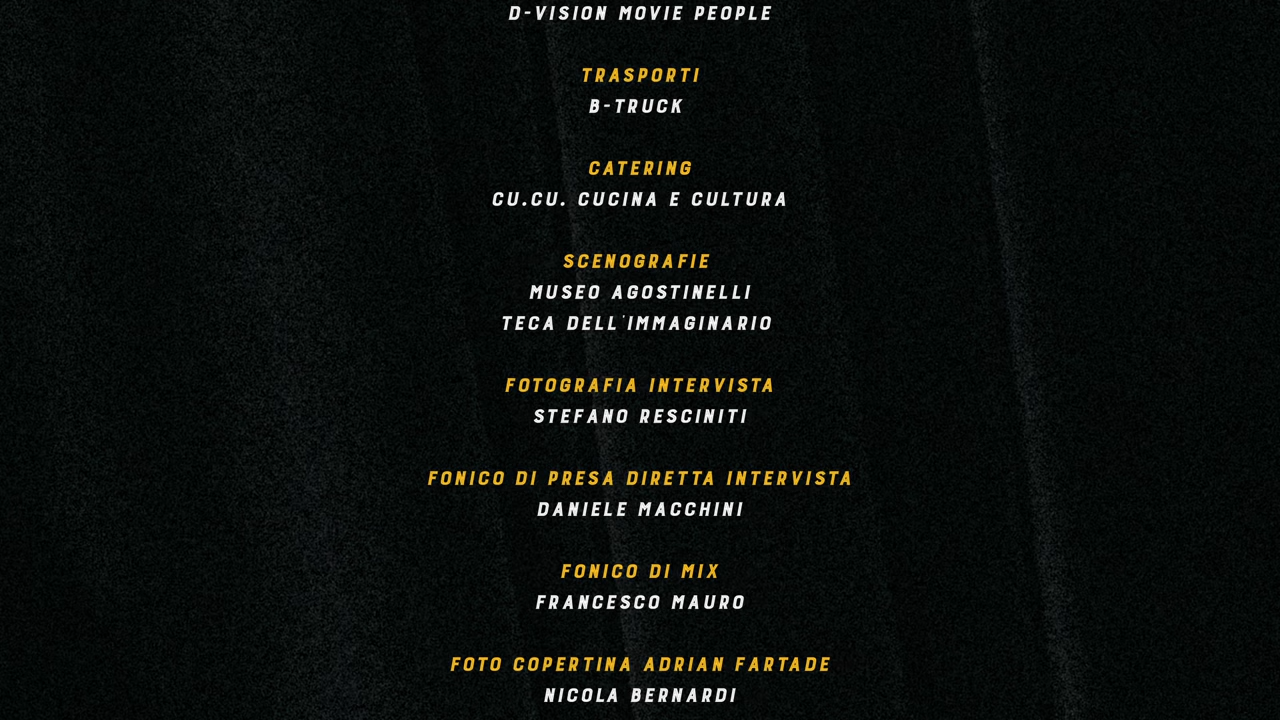 D-VISION MOVIE PEOPLE
TRASPORTI
B-TRUCK
CATERING
CU.CU. CUCINA E CULTURA
SCENOGRAFIE
MUSEO AGOSTINELLI
TECA DELL'IMMAGINARIO
FOTOGRAFIA INTERVISTA
STEFANO RESCINITI
FONICO DI PRESA DIRETTA INTERVISTA
DANIELE MACCHINI
FONICO DI MIX
FRANCESCO MAURO
FOTO COPERTINA ADRIAN FARTADE
NICOLA BERNARDI